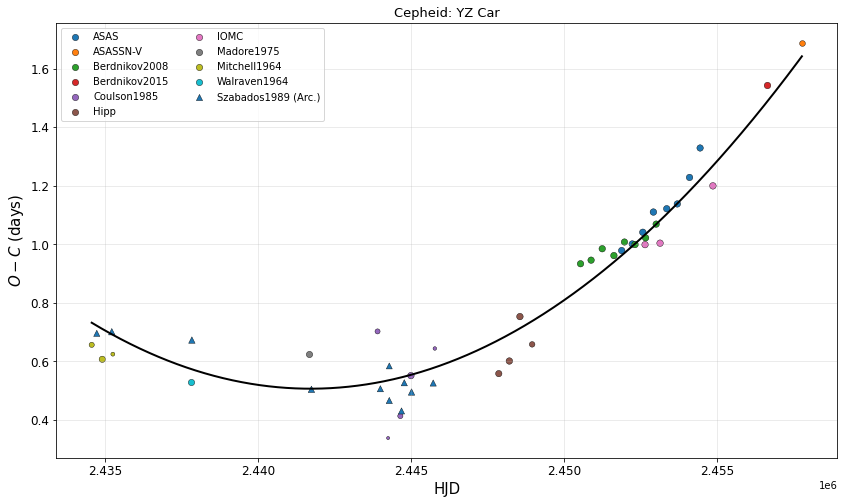 Cepheid: YZ Car
ASAS
ASASSN-V
Berdnikov2008
Berdnikov2015
Coulson1985
Hipp
IOMC
Madore1975
Mitchell1964
Walraven1964
Szabados1989 (Arc.)
O − C (days)
1.6
1.4
1.2
1.0
0.8
0.6
0.4
2.435 2.440 2.445 2.450 2.455
1e6
HJD